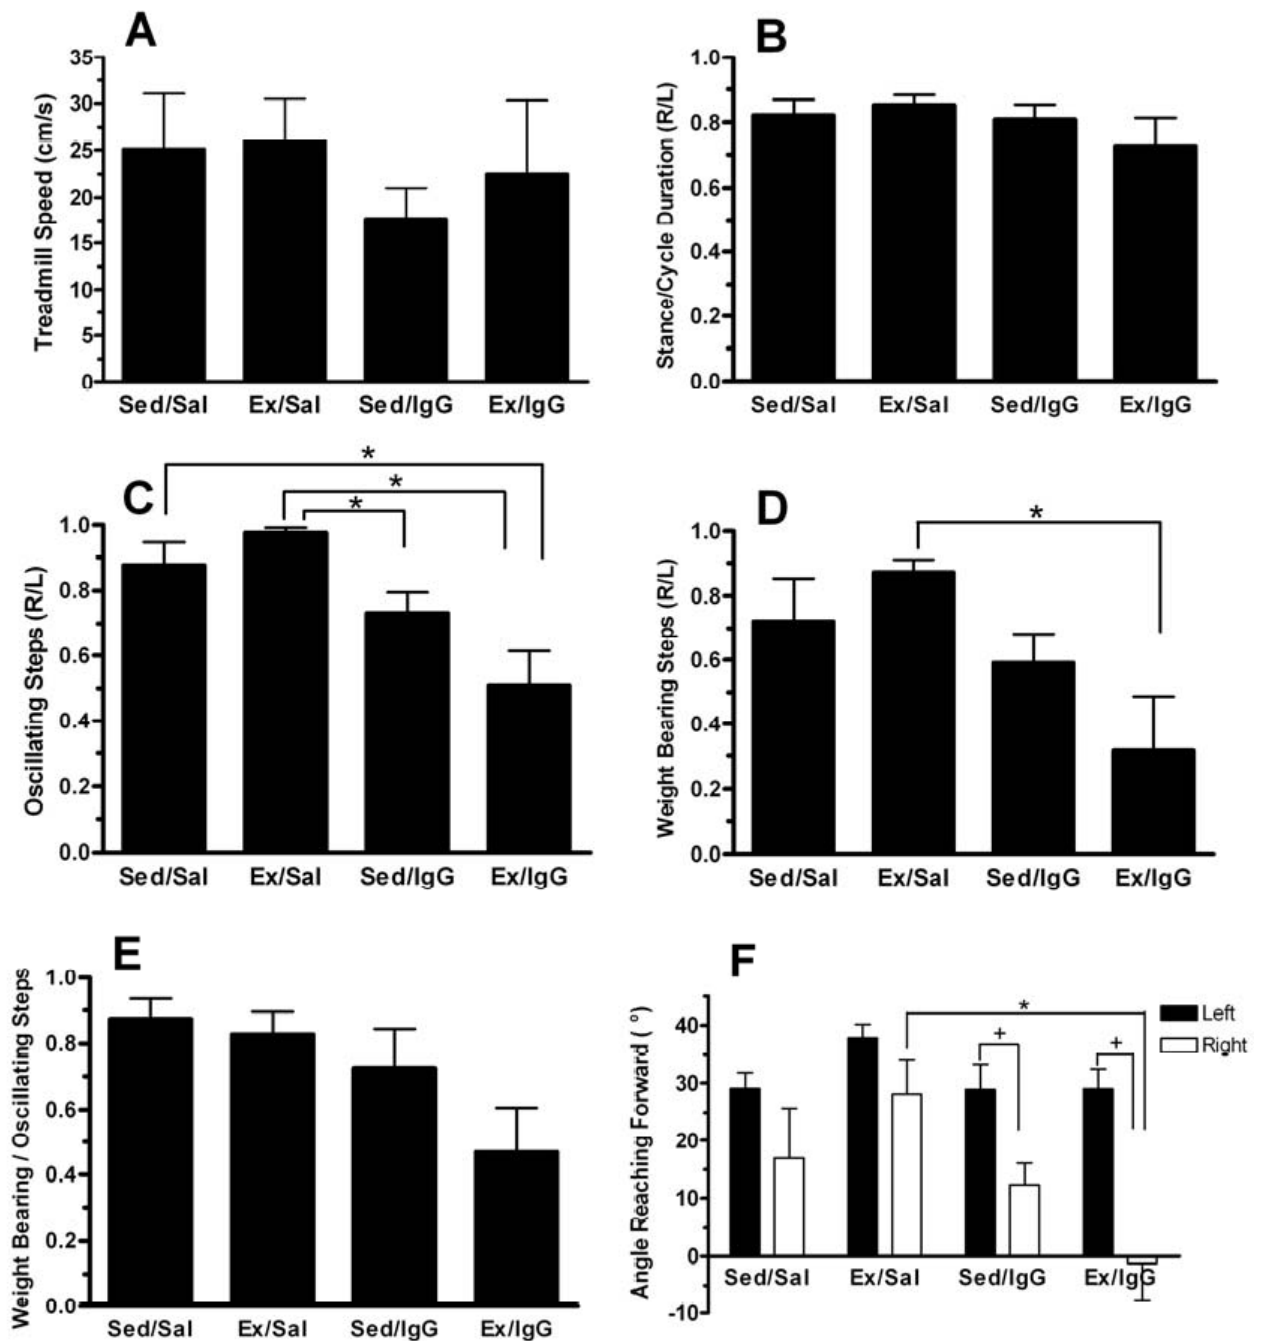 A
Treadmill Speed (cm/s)
35
30
25
20
15
10
5
0
Sed/Sal Ex/Sal Sed/IgG Ex/IgG
B
Stance/Cycle Duration (R/L)
1.0
0.8
0.6
0.4
0.2
0.0
Sed/Sal Ex/Sal Sed/IgG Ex/IgG
C
Oscillating Steps (R/L)
* 
*
*
1.0
0.8
0.6
0.4
0.2
0.0
Sed/Sal Ex/Sal Sed/IgG Ex/IgG
D
Weight Bearing Steps (R/L)
*
1.0
0.8
0.6
0.4
0.2
0.0
Sed/Sal Ex/Sal Sed/IgG Ex/IgG
E
Weight Bearing / Oscillating Steps
1.0
0.8
0.6
0.4
0.2
0.0
Sed/Sal Ex/Sal Sed/IgG Ex/IgG
F
Angle Reaching Forward ( °)
*
+
+
Left
Right
40
30
20
10
0
-10
Sed/Sal Ex/Sal Sed/IgG Ex/IgG